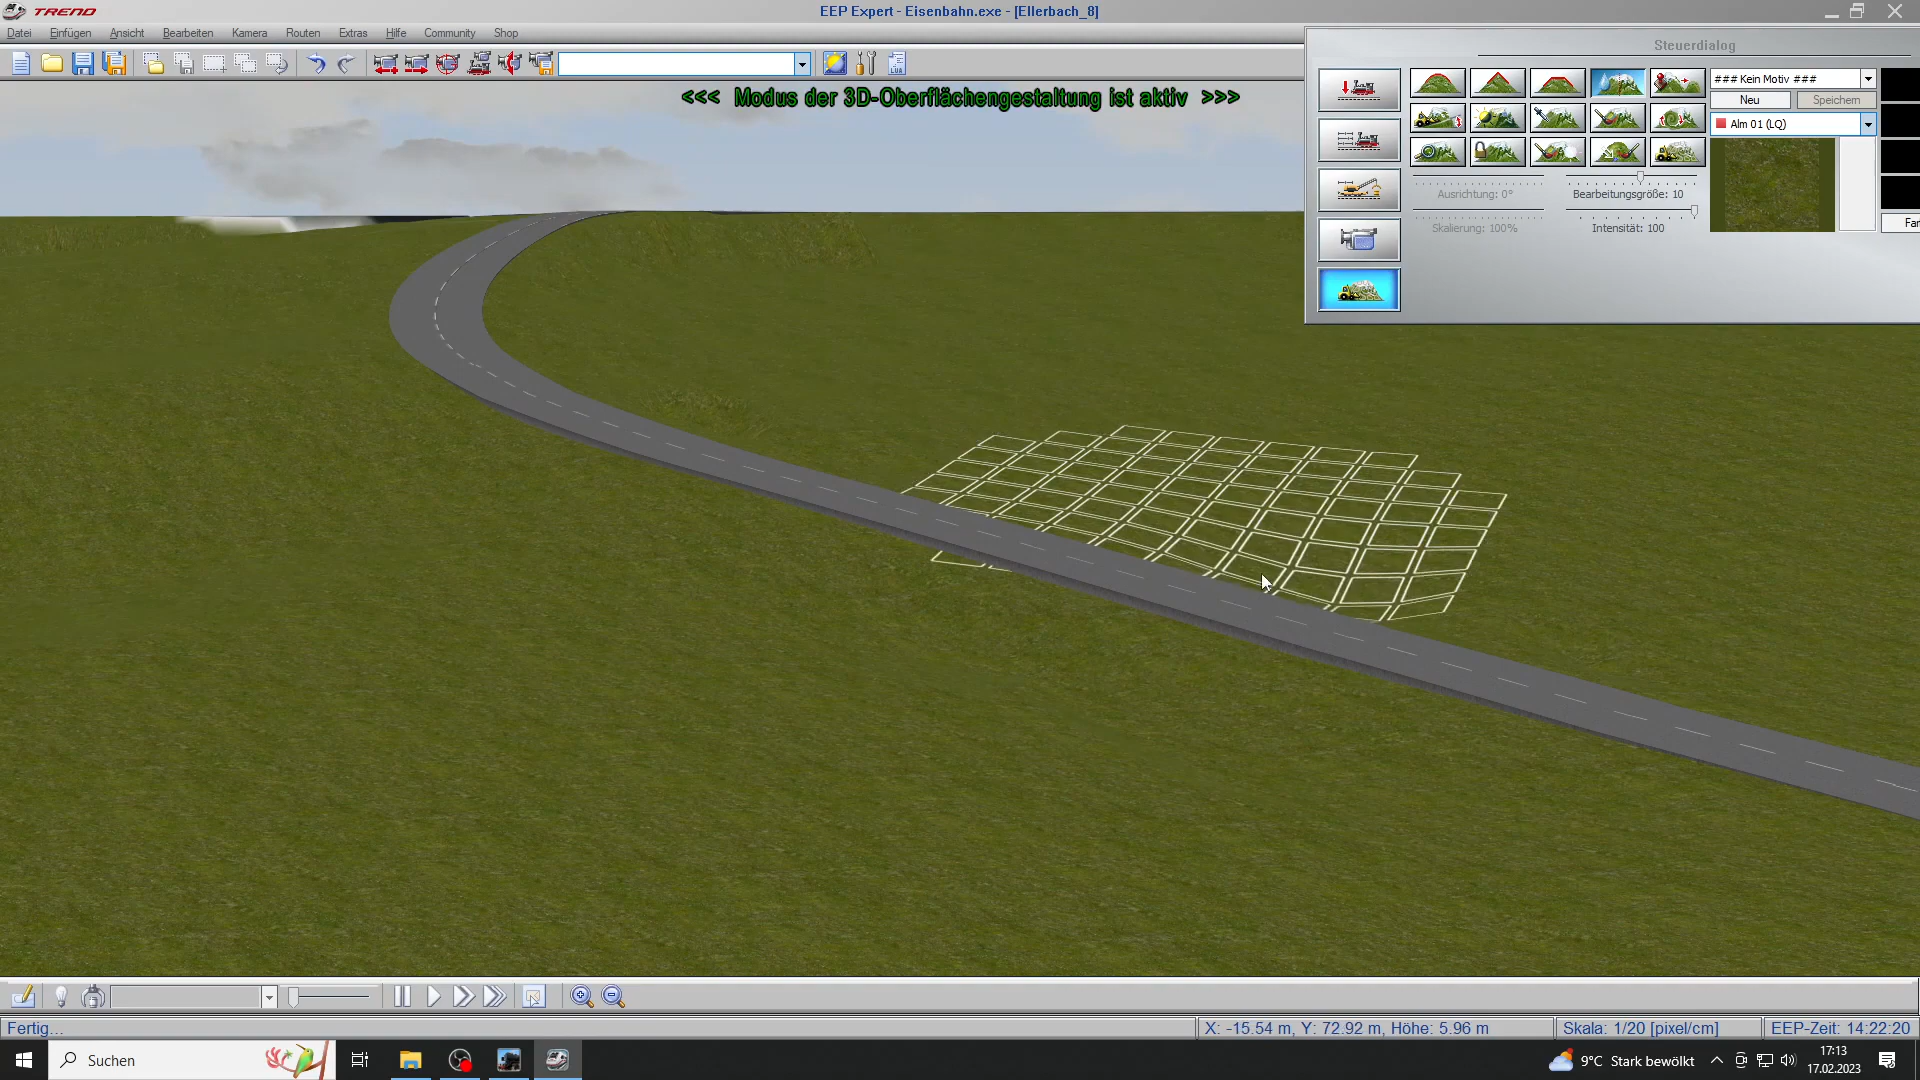 TREND
EEP Expert - Eisenbahn.exe - [Ellerbach_8]
Datei Einfügen Ansicht Bearbeiten Kamera Routen Extras Hilfe Community Shop
Steuerdialog
<<< Modus der 3D-Oberflächengestaltung ist aktiv >>>
### Kein Motiv ###
Neu Speichern
Alm 01 (LQ)
Ausrichtung: 0° Bearbeitungsgröße: 10
Skalierung: 100% Intensität: 100
Far
LUA
Fertig...
X: -15.54 m, Y: 72.92 m, Höhe: 5.96 m
Skala: 1/20 [pixel/cm]
EEP-Zeit: 14:22:20
Suchen
9°C Stark bewölkt
17:13
17.02.2023